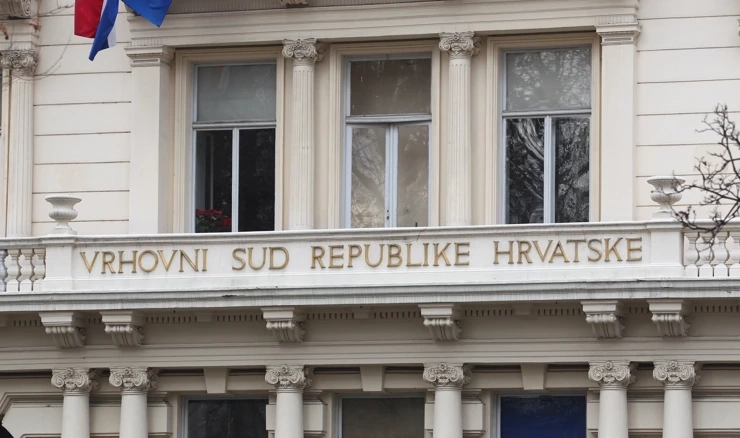 VRHOVNI SUD REPUBLIKE HRVATSKE